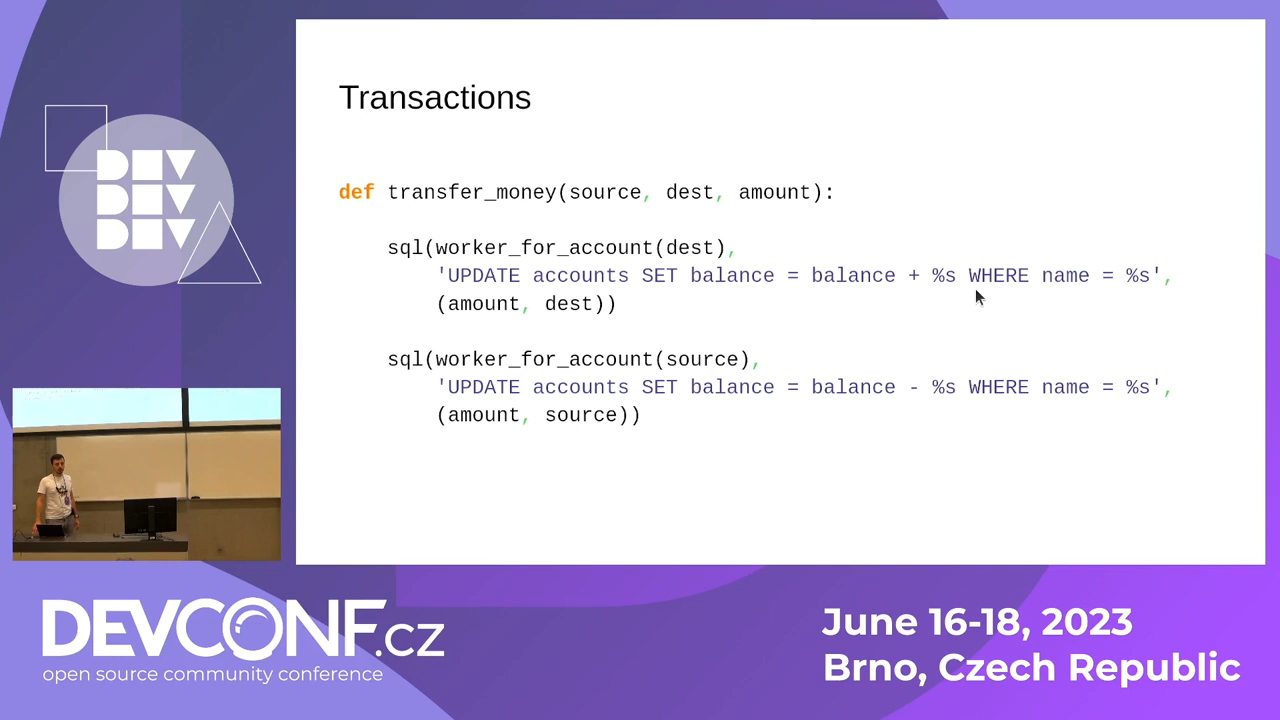 DEV
DEV
DEV
Transactions
def transfer_money(source, dest, amount):
sql(worker_for_account(dest),
'UPDATE accounts SET balance = balance + %s WHERE name = %s',
(amount, dest))
sql(worker_for_account(source),
'UPDATE accounts SET balance = balance - %s WHERE name = %s',
(amount, source))
DEVCONF.cz
open source community conference
June 16-18, 2023
Brno, Czech Republic